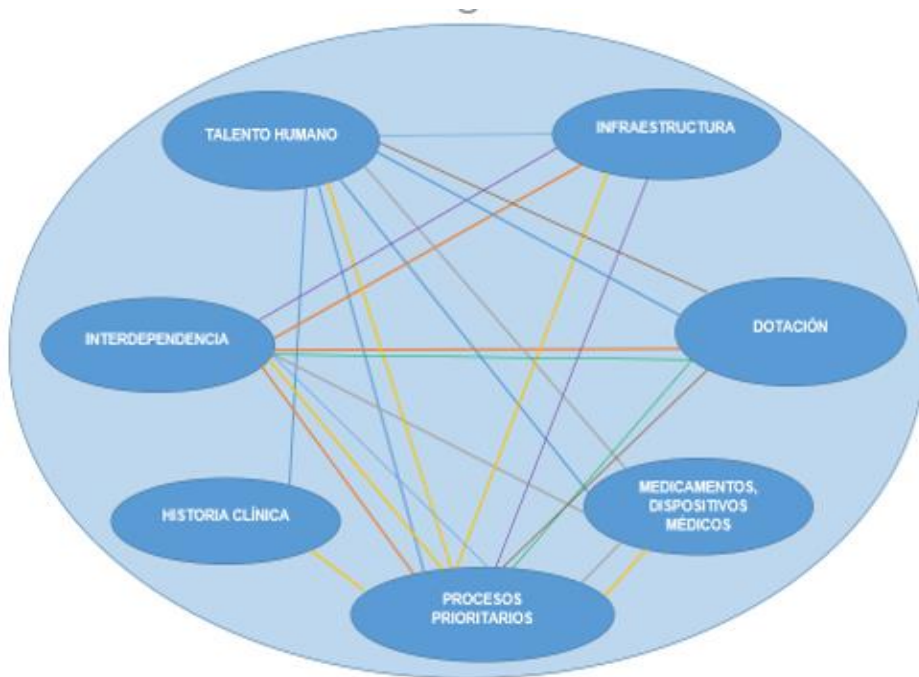 TALENTO HUMANO
INFRAESTRUCTURA
INTERDEPENDENCIA
DOTACIÓN
HISTORIA CLÍNICA
MEDICAMENTOS,
DISPOSITIVOS
MÉDICOS
PROCESOS
PRIORITARIOS